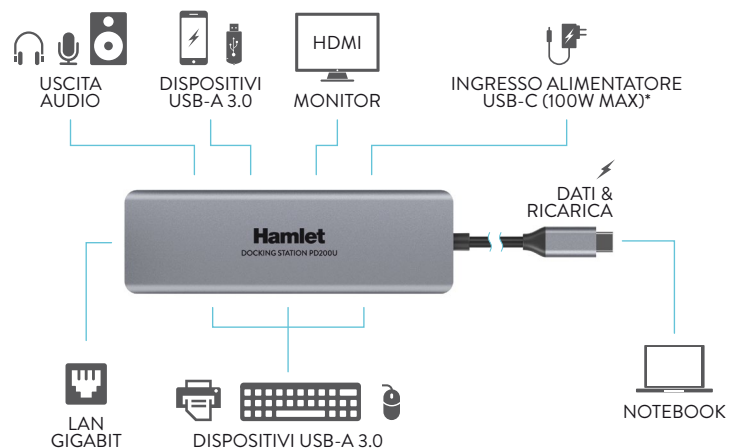 HDMI
USCITA
AUDIO
DISPOSITIVI
USB-A 3.0
MONITOR
INGRESSO ALIMENTATORE
USB-C (100W MAX)*
DATI &
RICARICA
Hamlet
DOCKING STATION PD200U
LAN
GIGABIT
DISPOSITIVI USB-A 3.0
NOTEBOOK